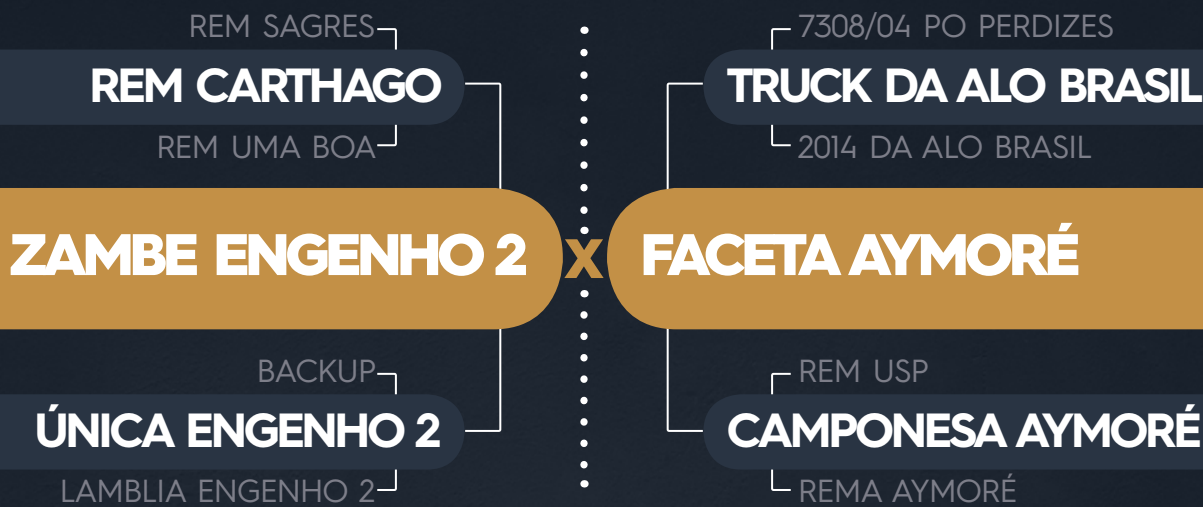 REM SAGRES
REM CARTHAGO
REM UMA BOA
ZAMBE ENGENHO 2
BACKUP
ÚNICA ENGENHO 2
LAMBLIA ENGENHO 2
X
7308/04 PO PERDIZES
TRUCK DA ALO BRASIL
2014 DA ALO BRASIL
FACETA AYMORÉ
REM USP
CAMPONESA AYMORÉ
REMA AYMORÉ